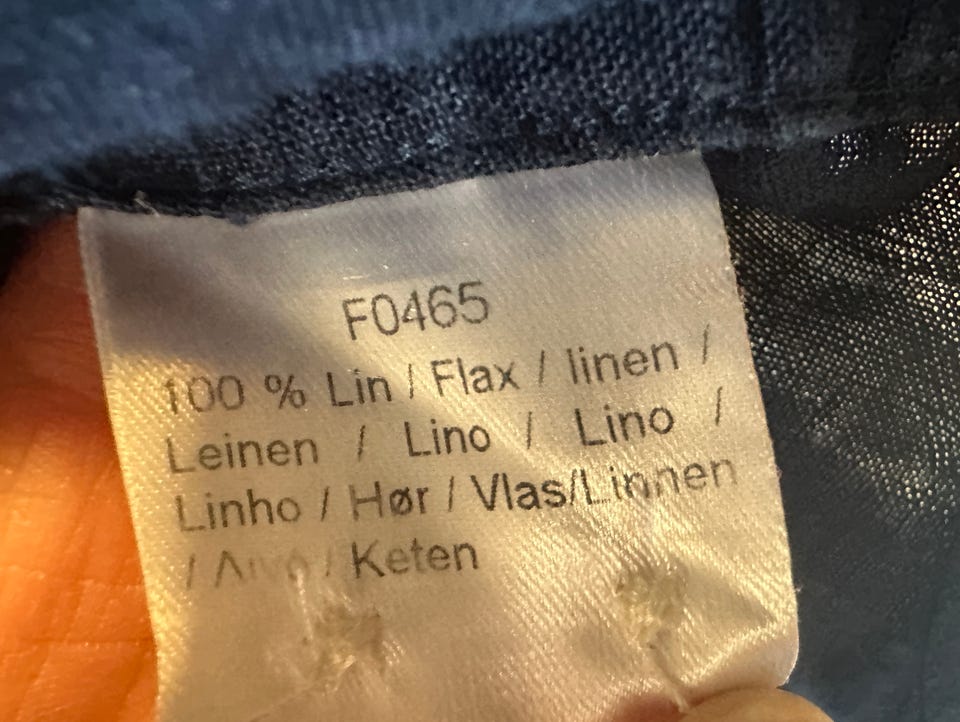 F0465
100 % Lin / Flax / linen /
Leinen / Lino / Lino /
Linho / Hør / Vlas/Linnen
/ / Keten